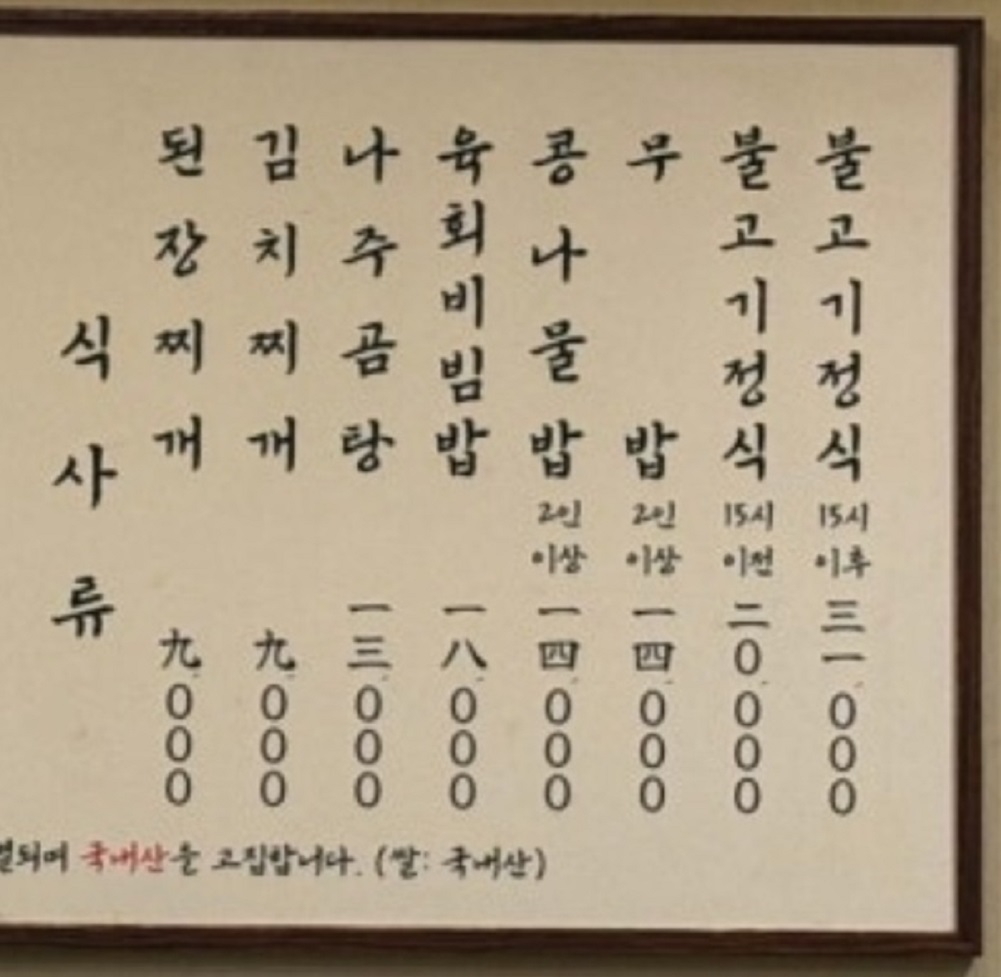 식사류
된장찌개 九000
김치찌개 九000
나주곰탕 一三000
육회비빔밥 一八000
콩나물밥 2인 이상 一四000
무밥 2인 이상 一四000
불고기정식 15시 이전 二0000
불고기정식 15시 이후 三一000
국내산을 고집합니다. (쌀: 국내산)